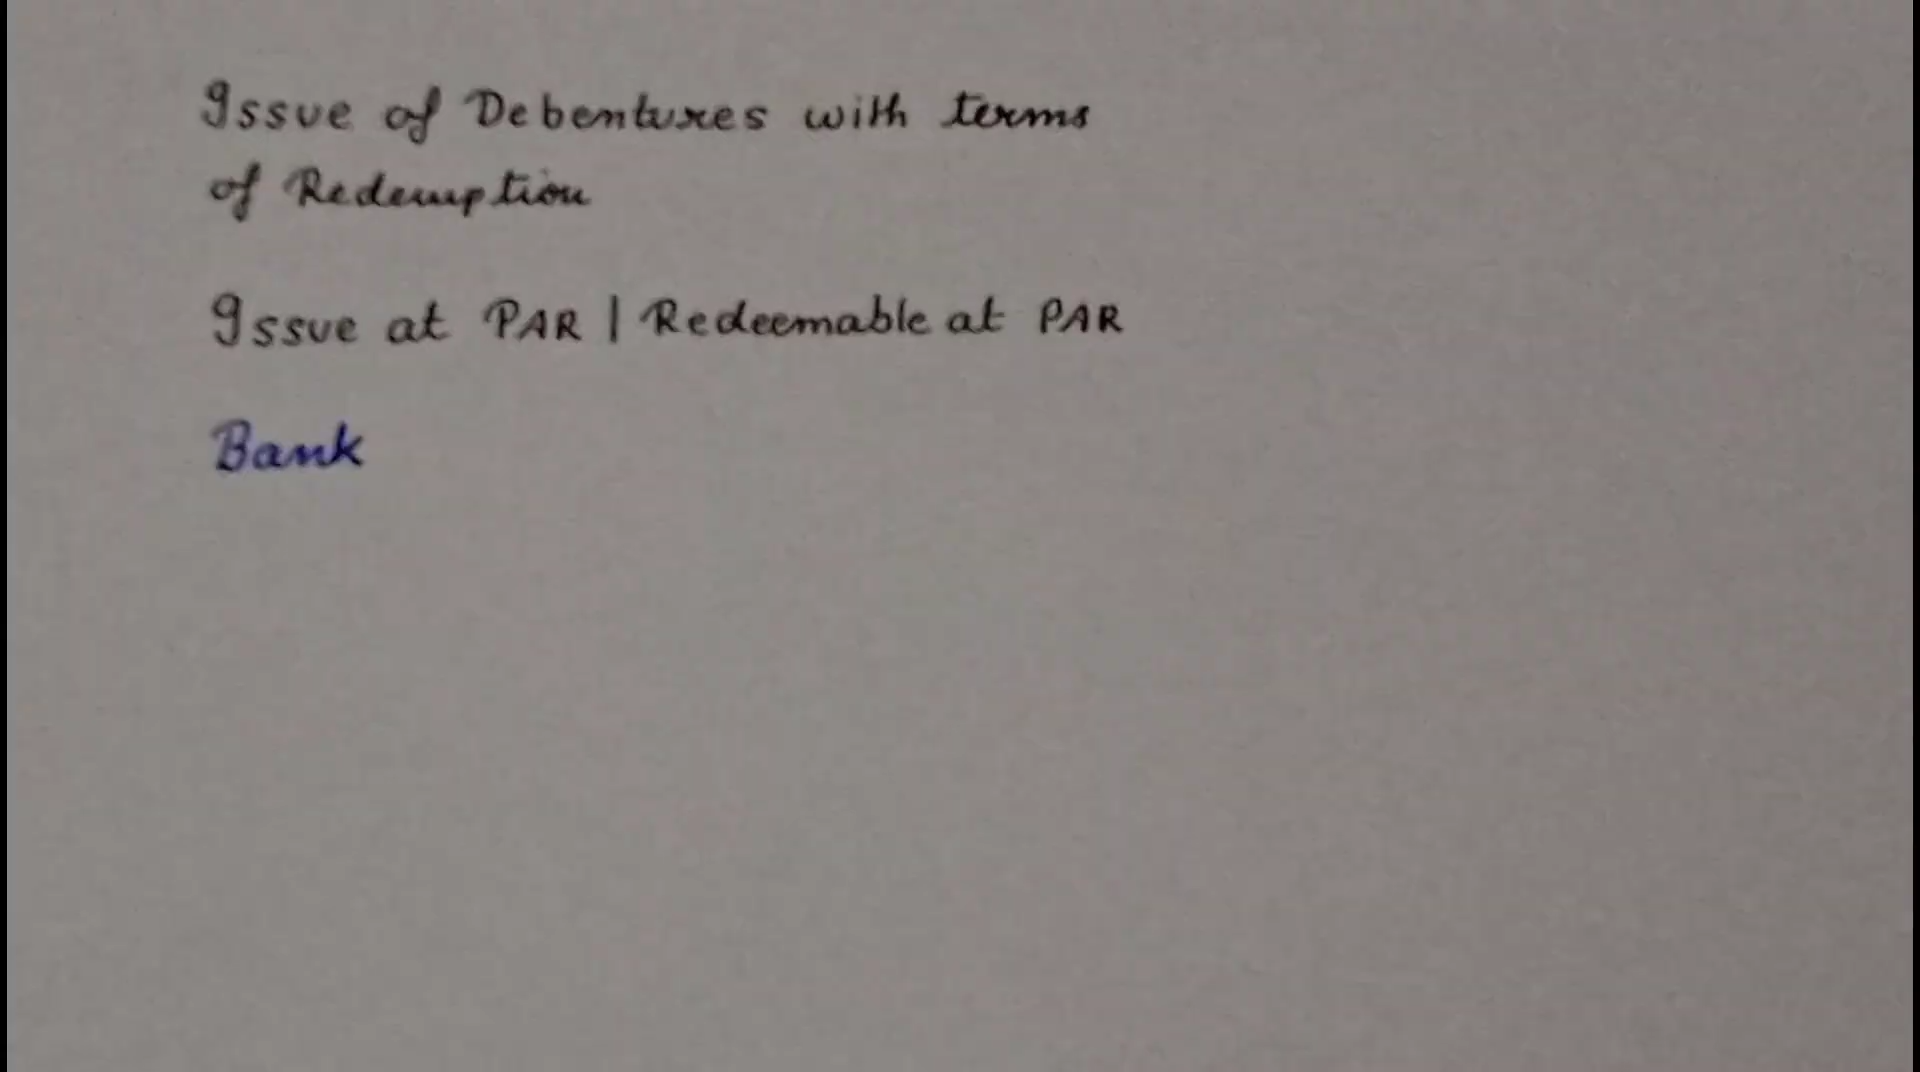 Issue of Debentures with terms
of Redemption
Issue at PAR | Redeemable at PAR
Bank